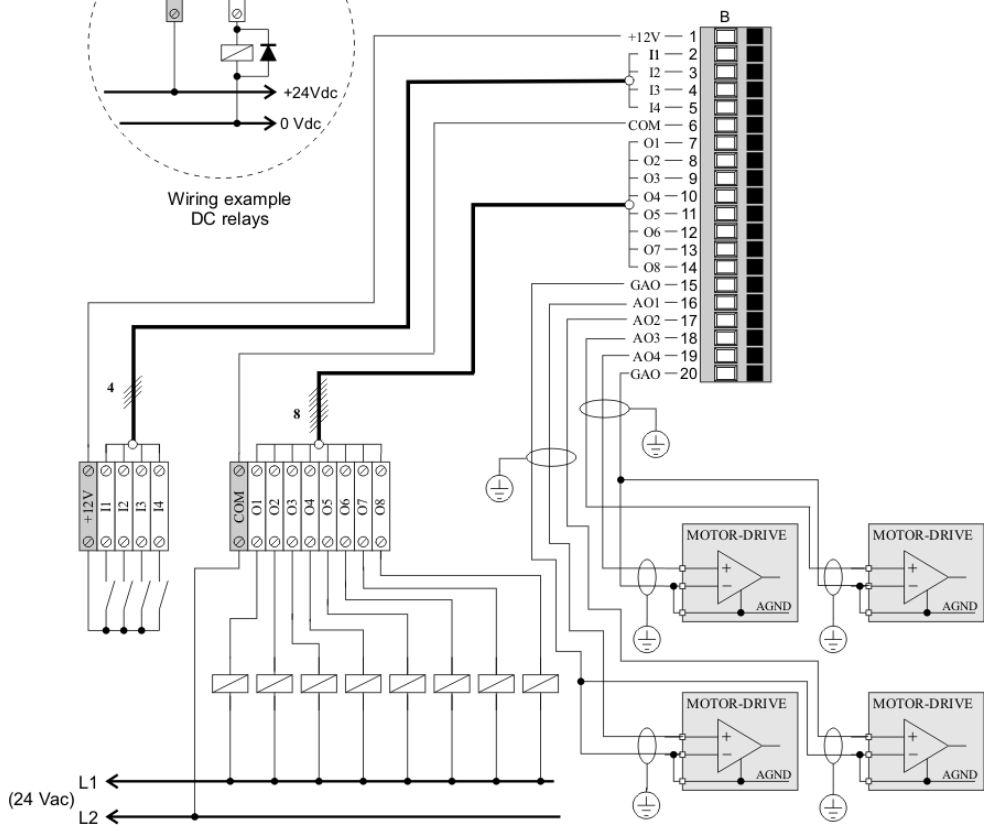 B
+12V 1
I1 2
I2 3
I3 4
I4 5
COM 6
O1 7
O2 8
O3 9
O4 10
O5 11
O6 12
O7 13
O8 14
GAO 15
AO1 16
AO2 17
AO3 18
AO4 19
GAO 20
+24Vdc
0 Vdc
Wiring example
DC relays
4
8
+12V I1 I2 I3 I4
COM O1 O2 O3 O4 O5 O6 O7 O8
MOTOR-DRIVE
+
−
AGND
MOTOR-DRIVE
+
−
AGND
MOTOR-DRIVE
+
−
AGND
MOTOR-DRIVE
+
−
AGND
L1
(24 Vac)
L2